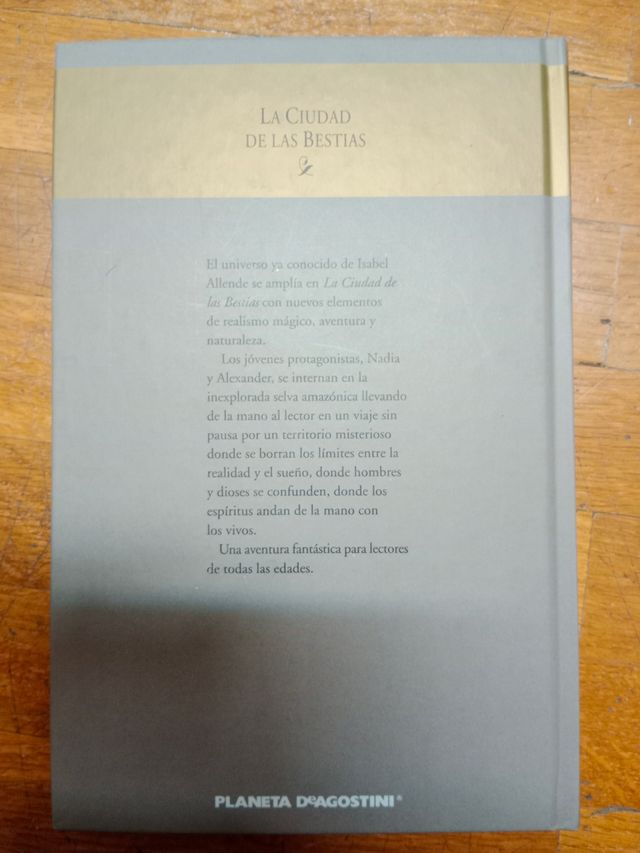 LA CIUDAD
DE LAS BESTIAS
El universo ya conocido de Isabel
Allende se amplía en La Ciudad de
las Bestias con nuevos elementos
de realismo mágico, aventura y
naturaleza.
Los jóvenes protagonistas, Nadia
y Alexander, se internan en la
inexplorada selva amazónica llevando
de la mano al lector en un viaje sin
pausa por un territorio misterioso
donde se borran los límites entre la
realidad y el sueño, donde hombres
y dioses se confunden, donde los
espíritus andan de la mano con
los vivos.
Una aventura fantástica para lectores
de todas las edades.
PLANETA DeAGOSTINI®